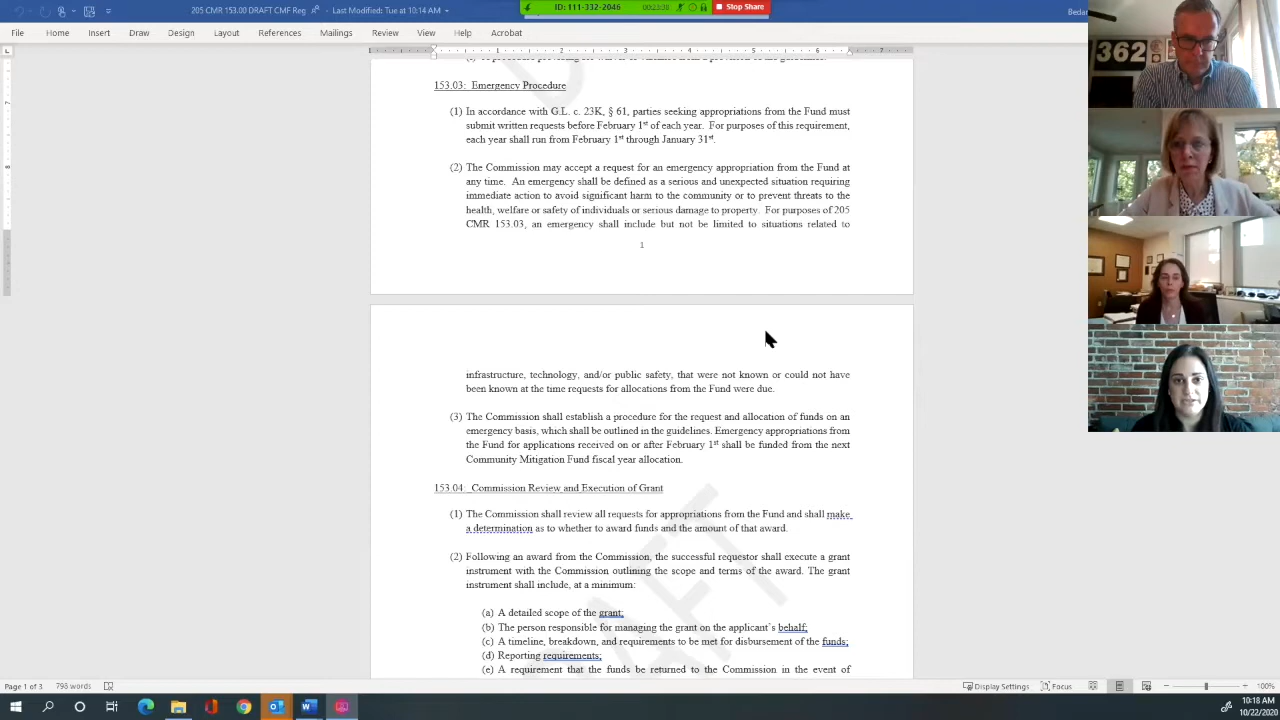 205 CMR 153.00 DRAFT CMF Reg
Last Modified: Tue at 10:14 AM
ID: 111-332-2046
00:23:38
Stop Share
Bedar
File Home Insert Draw Design Layout References Mailings Review View Help Acrobat
362
153.03: Emergency Procedure
(1) In accordance with G.L. c. 23K, § 61, parties seeking appropriations from the Fund must
submit written requests before February 1st of each year. For purposes of this requirement,
each year shall run from February 1st through January 31st.
(2) The Commission may accept a request for an emergency appropriation from the Fund at
any time. An emergency shall be defined as a serious and unexpected situation requiring
immediate action to avoid significant harm to the community or to prevent threats to the
health, welfare or safety of individuals or serious damage to property. For purposes of 205
CMR 153.03, an emergency shall include but not be limited to situations related to
1
infrastructure, technology, and/or public safety, that were not known or could not have
been known at the time requests for allocations from the Fund were due.
(3) The Commission shall establish a procedure for the request and allocation of funds on an
emergency basis, which shall be outlined in the guidelines. Emergency appropriations from
the Fund for applications received on or after February 1st shall be funded from the next
Community Mitigation Fund fiscal year allocation.
153.04: Commission Review and Execution of Grant
(1) The Commission shall review all requests for appropriations from the Fund and shall make
a determination as to whether to award funds and the amount of that award.
(2) Following an award from the Commission, the successful requestor shall execute a grant
instrument with the Commission outlining the scope and terms of the award. The grant
instrument shall include, at a minimum:
(a) A detailed scope of the grant;
(b) The person responsible for managing the grant on the applicant's behalf;
(c) A timeline, breakdown, and requirements to be met for disbursement of the funds;
(d) Reporting requirements;
(e) A requirement that the funds be returned to the Commission in the event of
Page 1 of 3 798 words
Display Settings Focus 100%
10:18 AM
10/22/2020